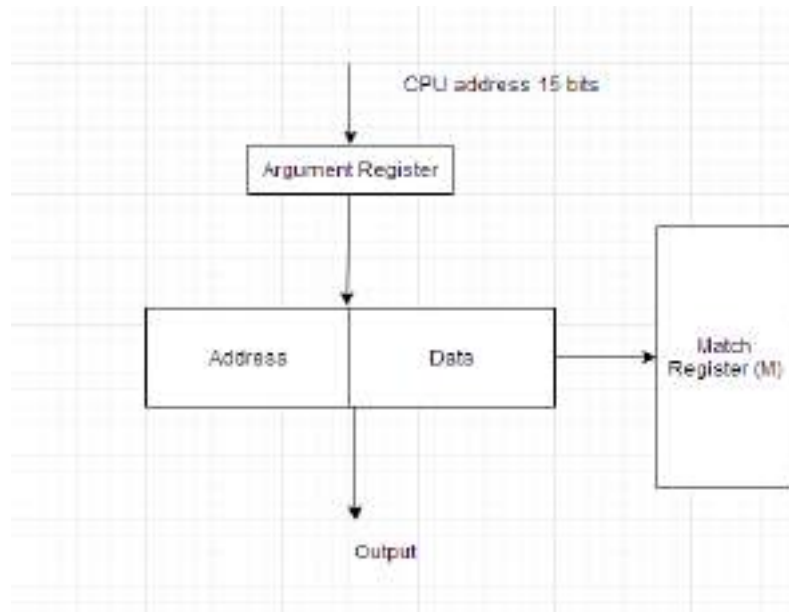 CPU address 15 bits
Argument Register
Address
Data
Match
Register (M)
Output